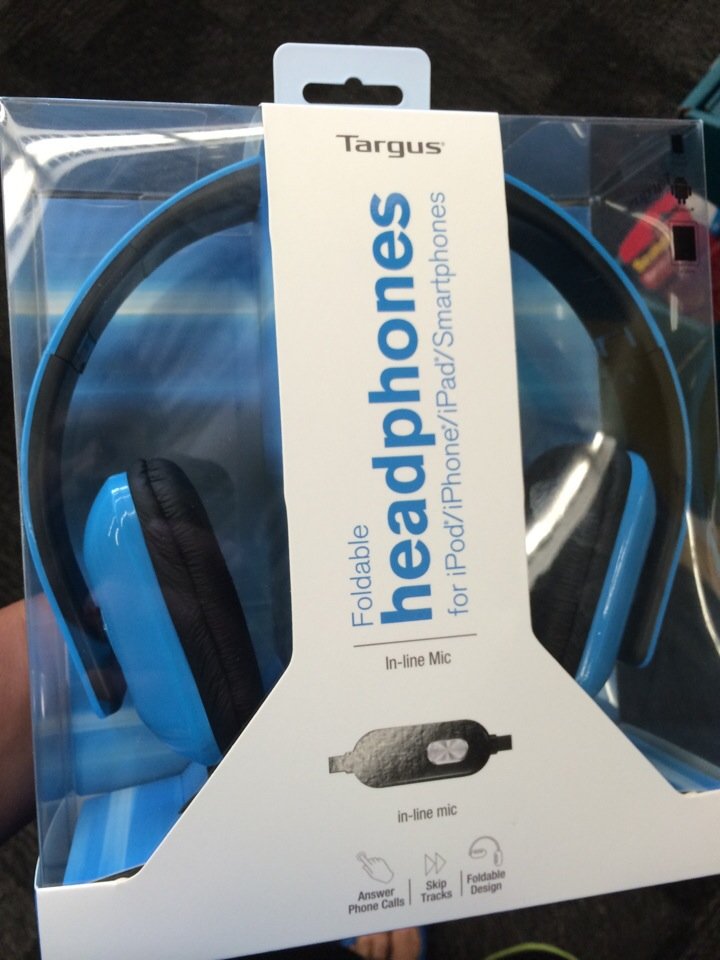 Targus
Foldable
headphones
for iPod/iPhone/iPad/Smartphones
In-line Mic
in-line mic
Answer
Phone Calls
Skip
Tracks
Foldable
Design